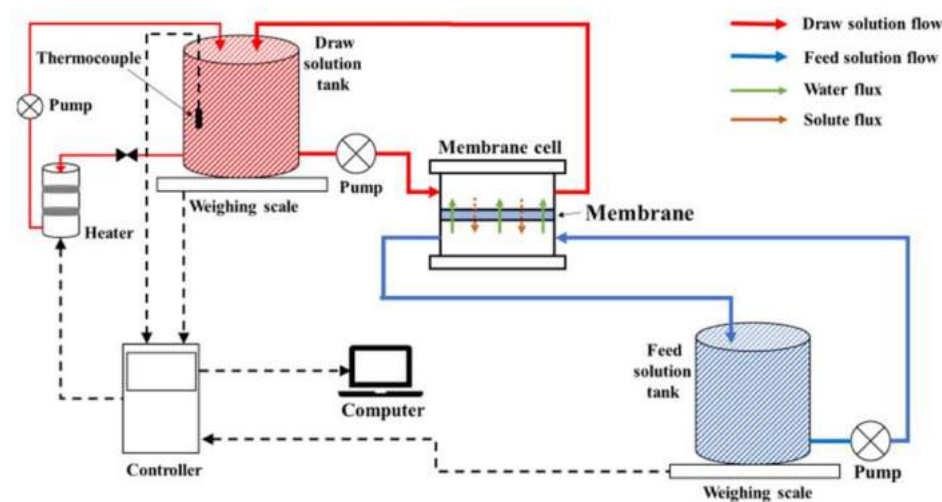 Thermocouple
Pump
Heater
Draw
solution
tank
Weighing scale
Pump
Membrane cell
Membrane
Draw solution flow
Feed solution flow
Water flux
Solute flux
Controller
Computer
Feed
solution
tank
Pump
Weighing scale